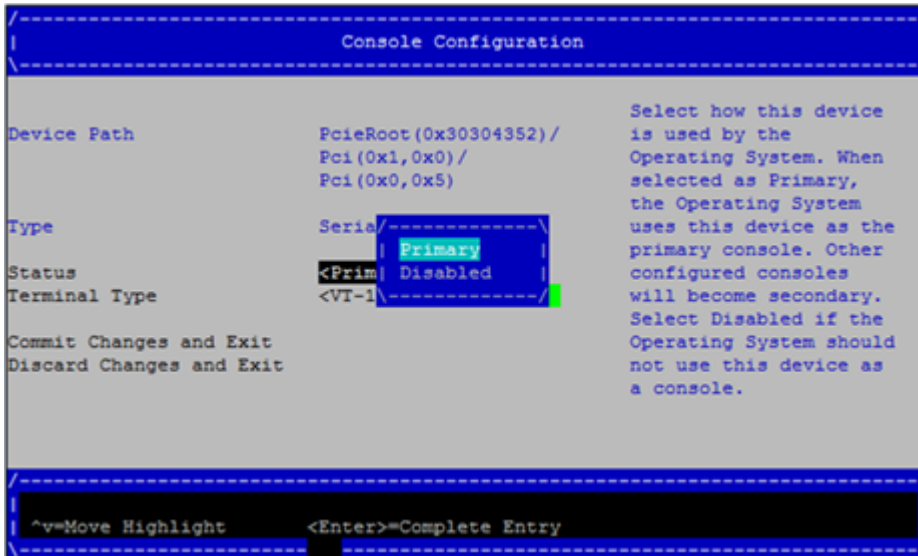 Console Configuration
Device Path PcieRoot(0x30304352)/
Pci(0x1,0x0)/
Pci(0x0,0x5)
Type Seria
Status <Prim
Terminal Type <VT-1
Primary
Disabled
Commit Changes and Exit
Discard Changes and Exit
Select how this device
is used by the
Operating System. When
selected as Primary,
the Operating System
uses this device as the
primary console. Other
configured consoles
will become secondary.
Select Disabled if the
Operating System should
not use this device as
a console.
^v=Move Highlight <Enter>=Complete Entry